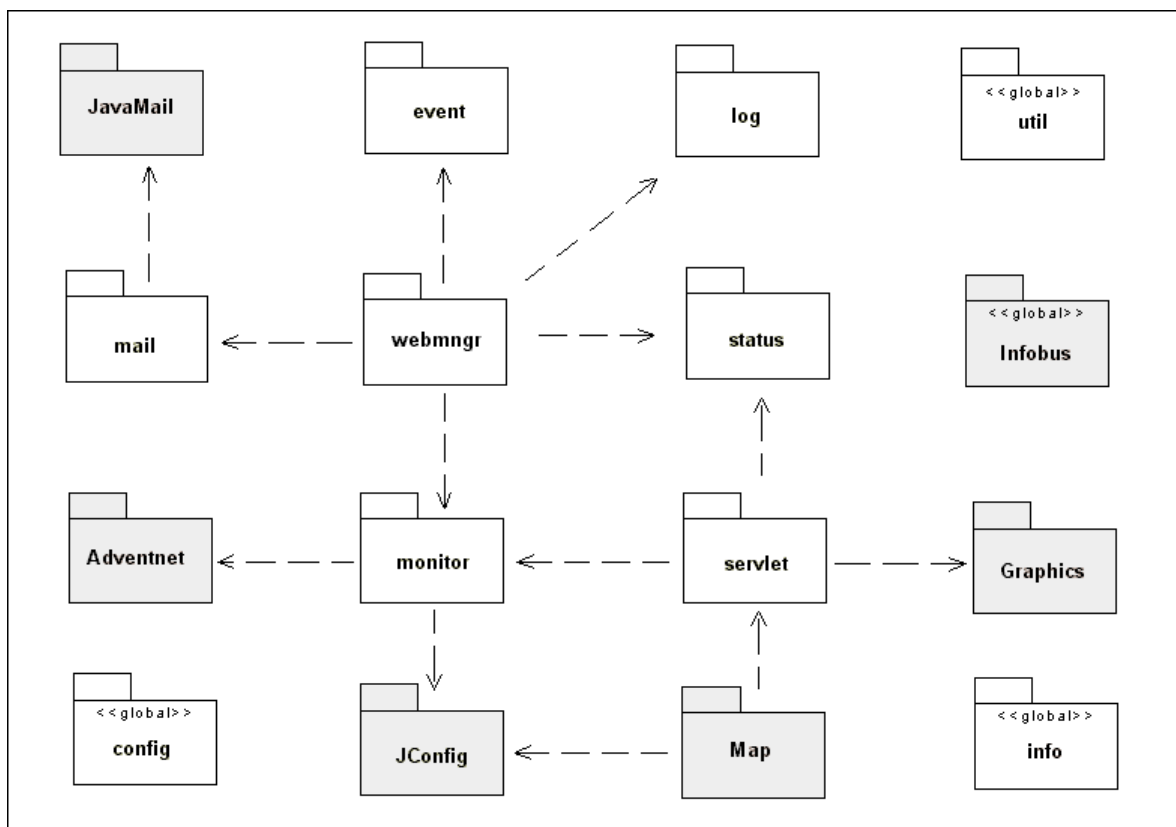 JavaMail
event
log
<<global>>
util
mail
webmngr
status
<<global>>
Infobus
Adventnet
monitor
servlet
Graphics
<<global>>
config
JConfig
Map
<<global>>
info